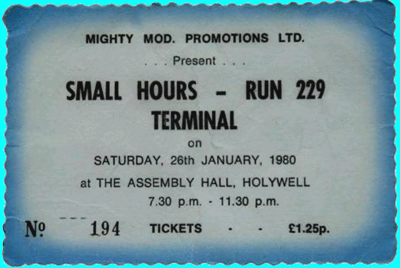 MIGHTY MOD. PROMOTIONS LTD.
. . . Present . . .
SMALL HOURS - RUN 229
TERMINAL
on
SATURDAY, 26th JANUARY, 1980
at THE ASSEMBLY HALL, HOLYWELL
7.30 p.m. - 11.30 p.m.
Nº 194 TICKETS - - £1.25p.